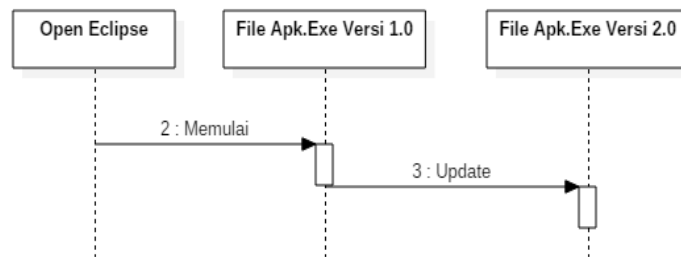 Open Eclipse
File Apk.Exe Versi 1.0
File Apk.Exe Versi 2.0
2 : Memulai
3 : Update